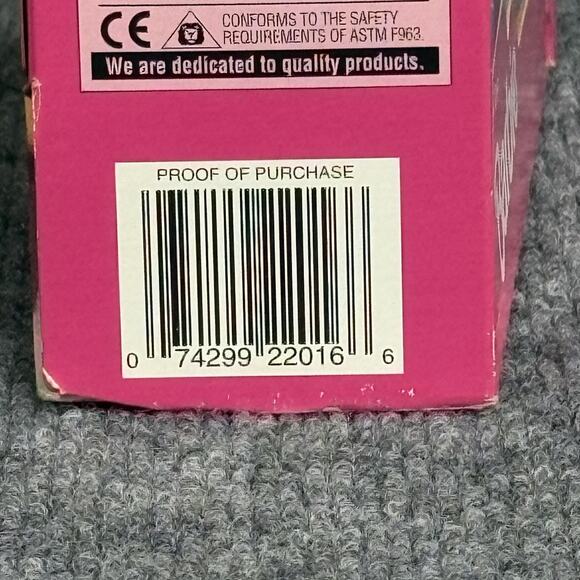 CE CONFORMS TO THE SAFETY
REQUIREMENTS OF ASTM F963.
We are dedicated to quality products.
PROOF OF PURCHASE
0 74299 22016 6